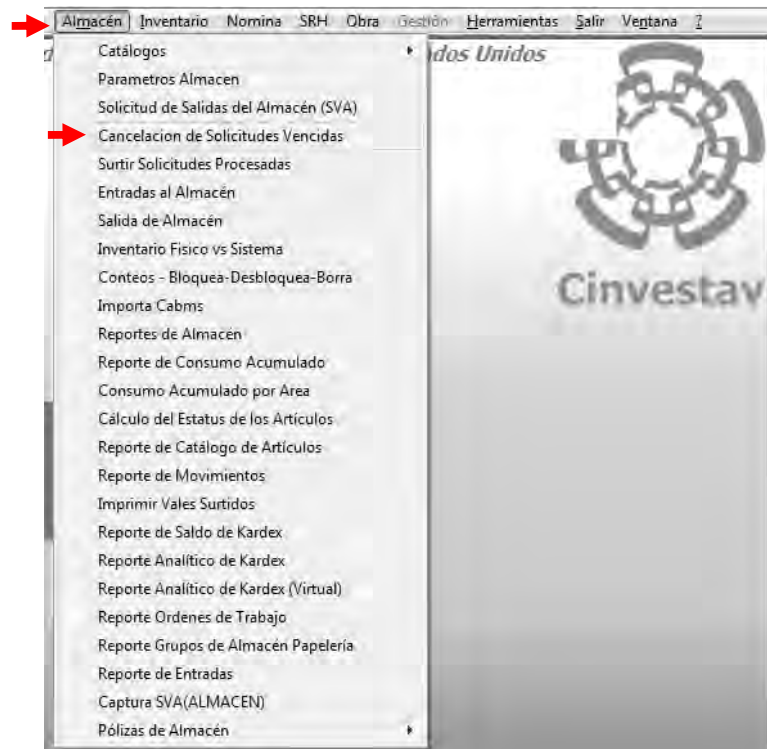 Almacén Inventario Nomina SRH Obra Gestión Herramientas Salir Ventana ?
dos Unidos
Catálogos
Parametros Almacen
Solicitud de Salidas del Almacén (SVA)
Cancelacion de Solicitudes Vencidas
Surtir Solicitudes Procesadas
Entradas al Almacén
Salida de Almacén
Inventario Fisico vs Sistema
Conteos - Bloquea-Desbloquea-Borra
Importa Cabms
Reportes de Almacen
Reporte de Consumo Acumulado
Consumo Acumulado por Area
Cálculo del Estatus de los Artículos
Reporte de Catálogo de Artículos
Reporte de Movimientos
Imprimir Vales Surtidos
Reporte de Saldo de Kardex
Reporte Analítico de Kardex
Reporte Analítico de Kardex (Virtual)
Reporte Ordenes de Trabajo
Reporte Grupos de Almacén Papelería
Reporte de Entradas
Captura SVA(ALMACEN)
Pólizas de Almacén
Cinvestav